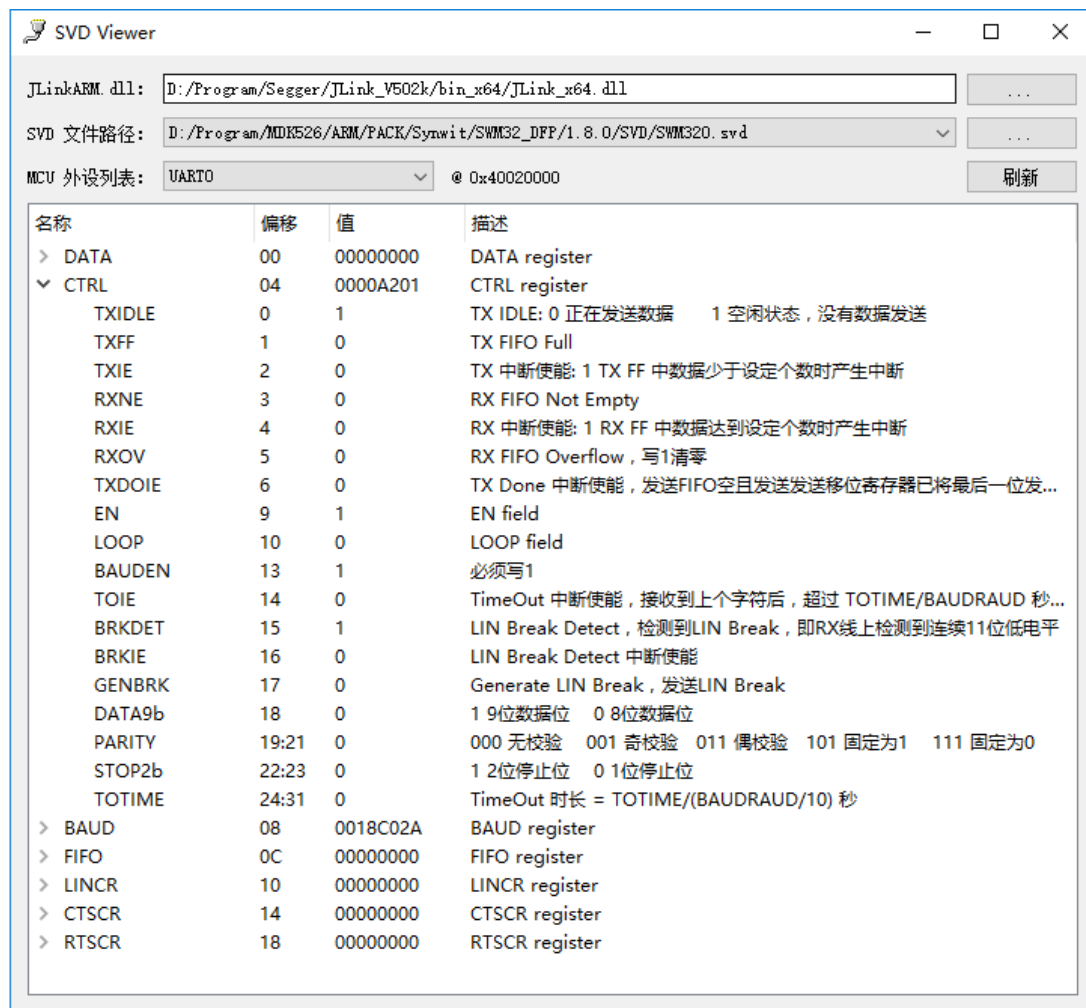 SVD Viewer
JLinkARM.dll: D:/Program/Segger/JLink_V502k/bin_x64/JLink_x64.dll ...
SVD 文件路径: D:/Program/MDK526/ARM/PACK/Synwit/SWM32_DFP/1.8.0/SVD/SWM320.svd ...
MCU 外设列表: UART0 @ 0x40020000 刷新
名称 偏移 值 描述
DATA 00 00000000 DATA register
CTRL 04 0000A201 CTRL register
TXIDLE 0 1 TX IDLE: 0 正在发送数据 1 空闲状态，没有数据发送
TXFF 1 0 TX FIFO Full
TXIE 2 0 TX 中断使能: 1 TX FF 中数据少于设定个数时产生中断
RXNE 3 0 RX FIFO Not Empty
RXIE 4 0 RX 中断使能: 1 RX FF 中数据达到设定个数时产生中断
RXOV 5 0 RX FIFO Overflow，写1清零
TXDOIE 6 0 TX Done 中断使能，发送FIFO空且发送发送移位寄存器已将最后一位发...
EN 9 1 EN field
LOOP 10 0 LOOP field
BAUDEN 13 1 必须写1
TOIE 14 0 TimeOut 中断使能，接收到上个字符后，超过 TOTIME/BAUDRAUD 秒...
BRKDET 15 1 LIN Break Detect，检测到LIN Break，即RX线上检测到连续11位低电平
BRKIE 16 0 LIN Break Detect 中断使能
GENBRK 17 0 Generate LIN Break，发送LIN Break
DATA9b 18 0 1 9位数据位 0 8位数据位
PARITY 19:21 0 000 无校验 001 奇校验 011 偶校验 101 固定为1 111 固定为0
STOP2b 22:23 0 1 2位停止位 0 1位停止位
TOTIME 24:31 0 TimeOut 时长 = TOTIME/(BAUDRAUD/10) 秒
BAUD 08 0018C02A BAUD register
FIFO 0C 00000000 FIFO register
LINCR 10 00000000 LINCR register
CTSCR 14 00000000 CTSCR register
RTSCR 18 00000000 RTSCR register